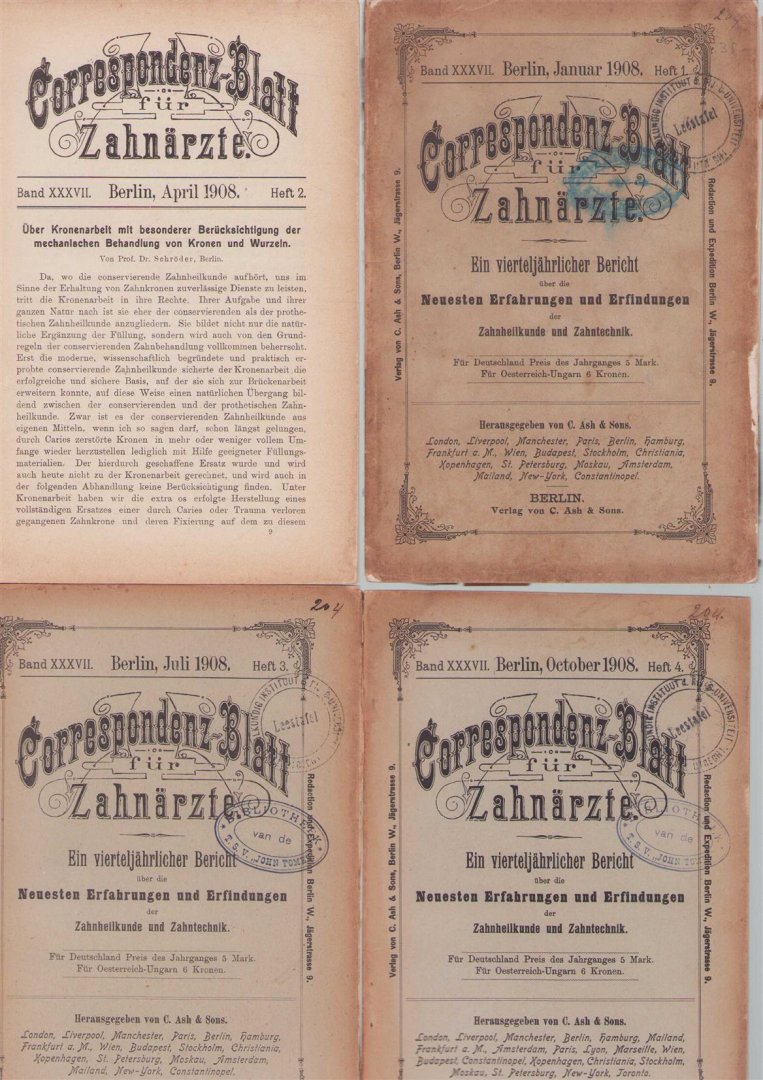 Correspondenz-Blatt
für
Zahnärzte.
Band XXXVII. Berlin, April 1908. Heft 2.
Über Kronenarbeit mit besonderer Berücksichtigung der
mechanischen Behandlung von Kronen und Wurzeln.
Von Prof. Dr. Schröder, Berlin.
Da, wo die conservierende Zahnheilkunde aufhört, uns im
Sinne der Erhaltung von Zahnkronen zuverlässige Dienste zu leisten,
tritt die Kronenarbeit in ihre Rechte. Ihrer Aufgabe und ihrer
ganzen Natur nach ist sie eher der conservierenden als der prothe-
tischen Zahnheilkunde anzugliedern. Sie bildet nicht nur die natür-
liche Ergänzung der Füllung, sondern wird auch von den Grund-
regeln der conservierenden Zahnbehandlung vollkommen beherrscht.
Erst die moderne, wissenschaftlich begründete und praktisch er-
probte conservierende Zahnheilkunde sicherte der Kronenarbeit die
erfolgreiche und sichere Basis, auf der sie sich zur Brückenarbeit
erweitern konnte, auf diese Weise einen natürlichen Übergang bil-
dend zwischen der conservierenden und der prothetischen Zahn-
heilkunde. Zwar ist es der conservierenden Zahnheilkunde aus
eigenen Mitteln, wenn ich so sagen darf, schon längst gelungen,
durch Caries zerstörte Kronen in mehr oder weniger vollem Um-
fange wieder herzustellen lediglich mit Hilfe geeigneter Füllungs-
materialien. Der hierdurch geschaffene Ersatz wurde und wird
auch heute nicht zu der Kronenarbeit gerechnet, und wird auch in
der folgenden Abhandlung keine Berücksichtigung finden. Unter
Kronenarbeit haben wir die extra os erfolgte Herstellung eines
vollständigen Ersatzes einer durch Caries oder Trauma verloren
gegangenen Zahnkrone und deren Fixierung auf dem zu diesem
9
204
Band XXXVII. Berlin, Januar 1908. Heft 1.
Leestafel
Correspondenz-Blatt
für
Zahnärzte.
Ein vierteljährlicher Bericht
über die
Neuesten Erfahrungen und Erfindungen
der
Zahnheilkunde und Zahntechnik.
Für Deutschland Preis des Jahrganges 5 Mark.
Für Oesterreich-Ungarn 6 Kronen.
Herausgegeben von C. Ash & Sons.
London, Liverpool, Manchester, Paris, Berlin, Hamburg,
Frankfurt a. M., Wien, Budapest, Stockholm, Christiania,
Kopenhagen, St. Petersburg, Moskau, Amsterdam,
Mailand, New-York, Constantinopel.
BERLIN.
Verlag von C. Ash & Sons.
Verlag von C. Ash & Sons, Berlin W., Jägerstrasse 9.
Redaction und Expedition Berlin W., Jägerstrasse 9.
204
Band XXXVII. Berlin, Juli 1908. Heft 3.
Leestafel
Correspondenz-Blatt
für
Zahnärzte.
BIBLIOTHEEK
van de
T.S.V. "JOHN TOMES"
Ein vierteljährlicher Bericht
über die
Neuesten Erfahrungen und Erfindungen
der
Zahnheilkunde und Zahntechnik.
Für Deutschland Preis des Jahrganges 5 Mark.
Für Oesterreich-Ungarn 6 Kronen.
Herausgegeben von C. Ash & Sons.
London, Liverpool, Manchester, Paris, Berlin, Hamburg,
Frankfurt a. M., Wien, Budapest, Stockholm, Christiania,
Kopenhagen, St. Petersburg, Moskau, Amsterdam,
Mailand, New-York, Constantinopel.
Redaction und Expedition Berlin W., Jägerstrasse 9.
204.
Band XXXVII. Berlin, October 1908. Heft 4.
Leestafel
Correspondenz-Blatt
für
Zahnärzte.
BIBLIOTHEEK
van de
T.S.V. "JOHN TOMES"
Ein vierteljährlicher Bericht
über die
Neuesten Erfahrungen und Erfindungen
der
Zahnheilkunde und Zahntechnik.
Für Deutschland Preis des Jahrganges 5 Mark.
Für Oesterreich-Ungarn 6 Kronen.
Herausgegeben von C. Ash & Sons.
London, Liverpool, Manchester, Berlin, Hamburg, Mailand,
Frankfurt a. M., Amsterdam, Paris, Lyon, Marseille, Wien,
Budapest, Constantinopel, Kopenhagen, Christiania, Stockholm,
Moskau, St. Petersburg, New-York, Toronto.
Verlag von C. Ash & Sons, Berlin W., Jägerstrasse 9.
Redaction und Expedition Berlin W., Jägerstrasse 9.